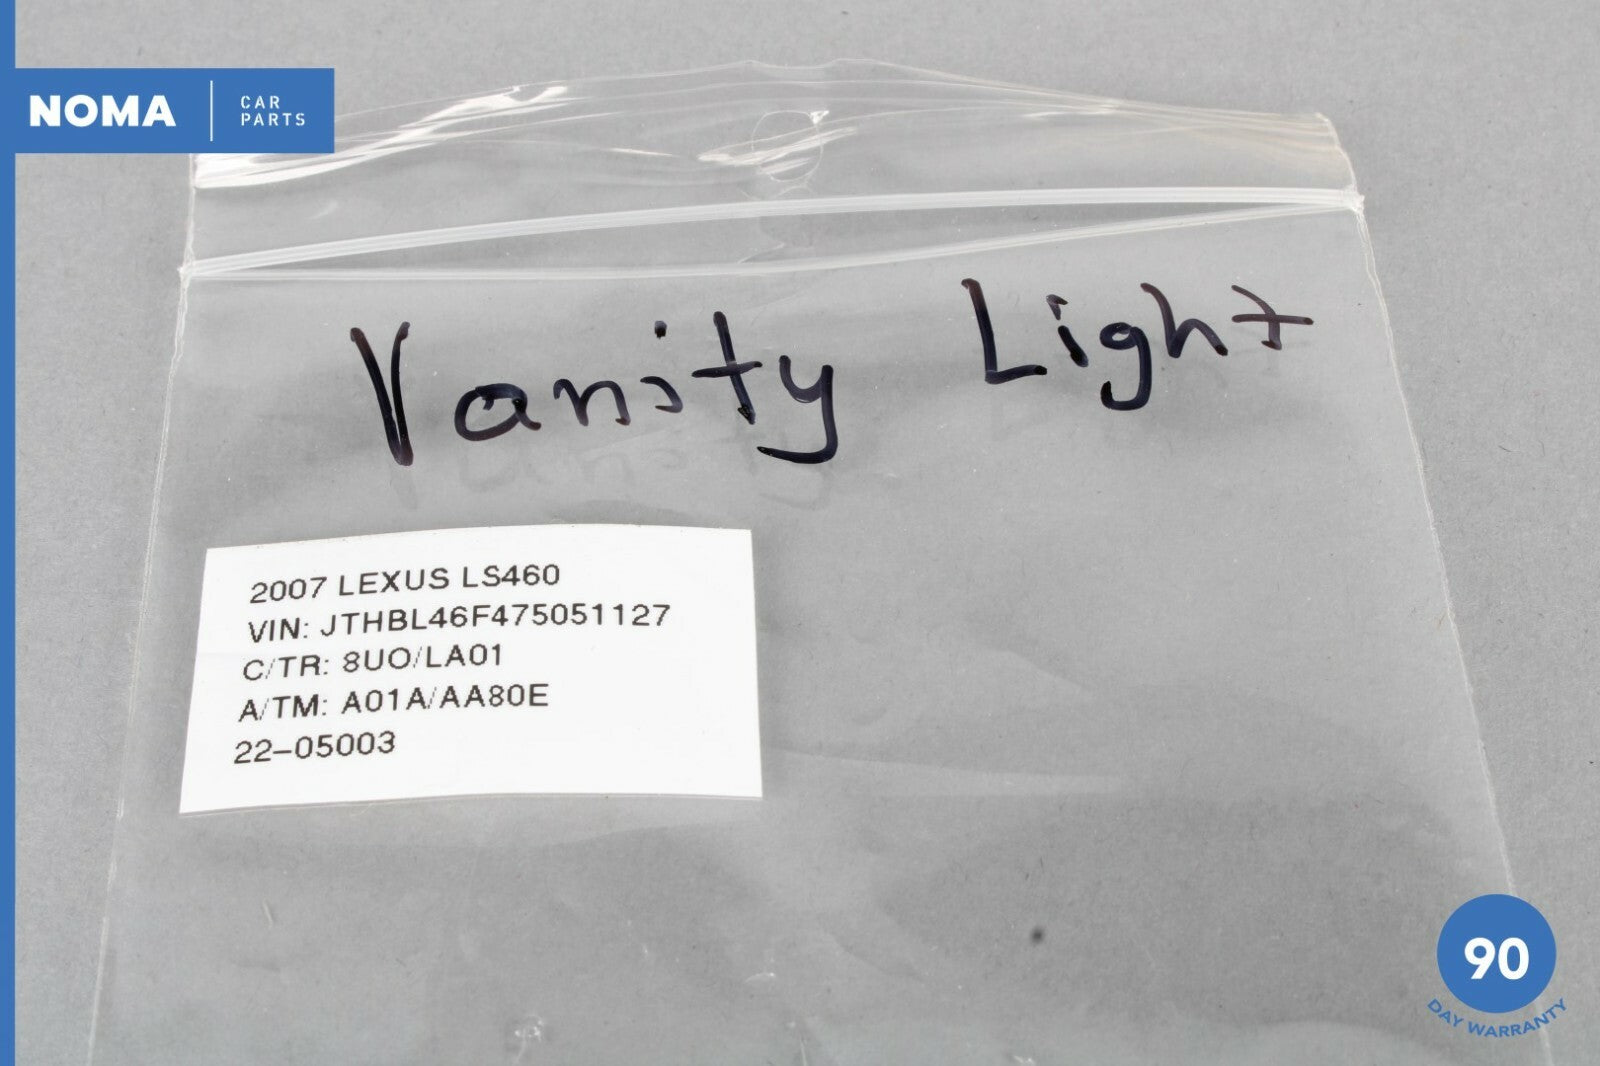 NOMA
CAR
PARTS
Vanity Light
2007 LEXUS LS460
VIN: JTHBL46F475051127
C/TR: 8UO/LA01
A/TM: A01A/AA80E
22-05003
90
DAY WARRANTY